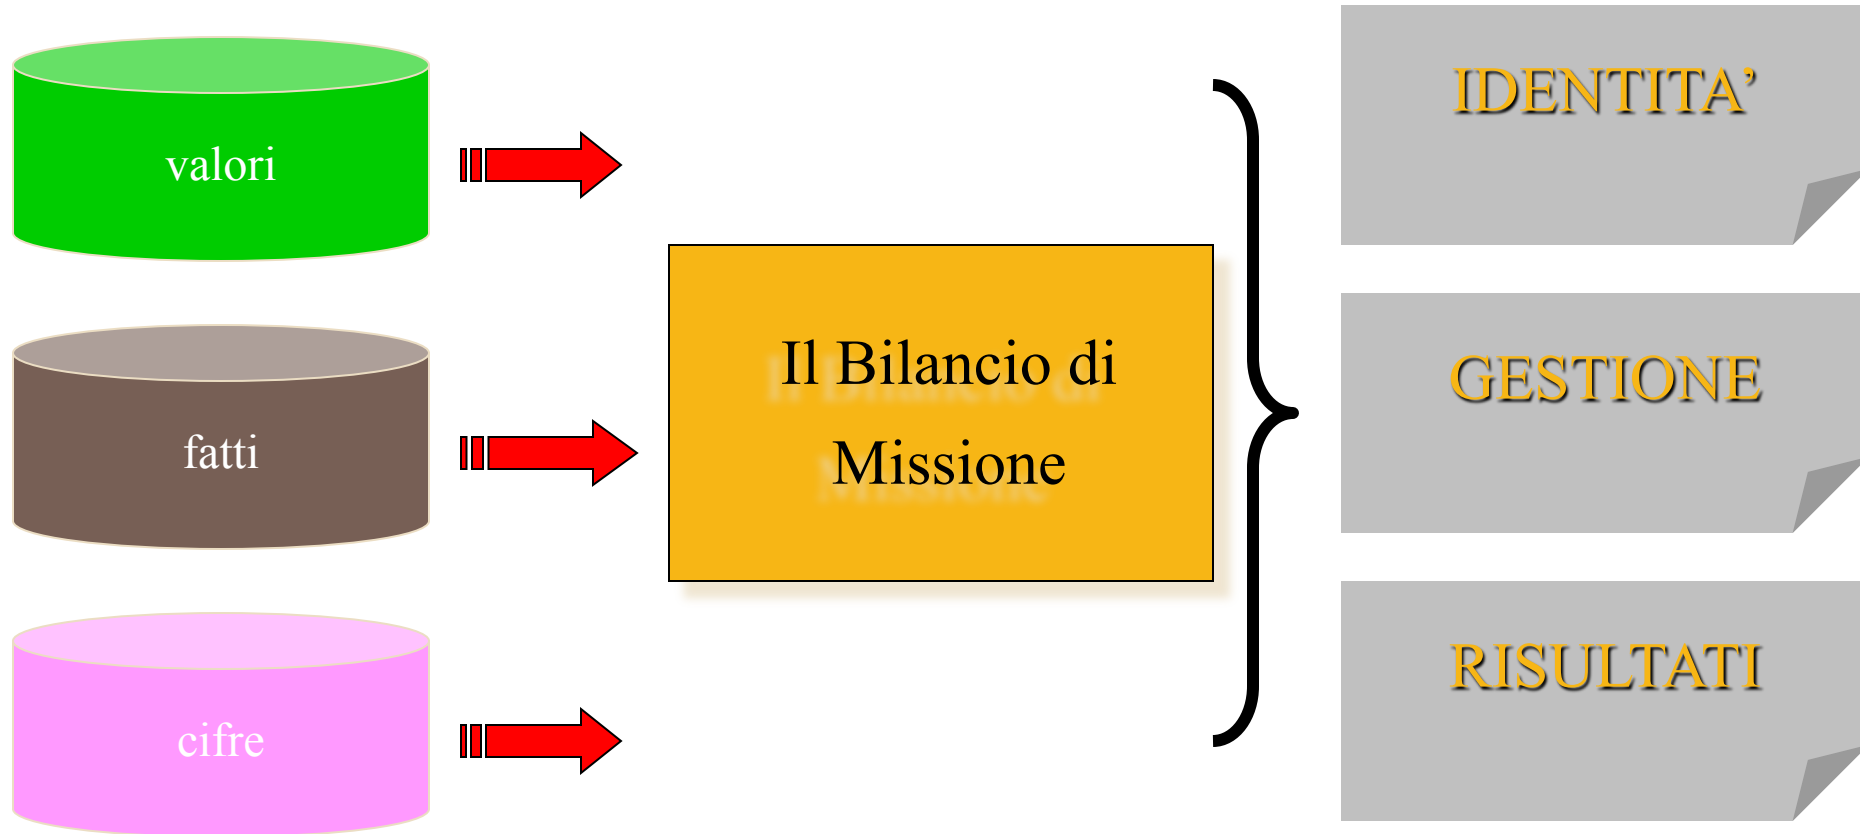 valori
fatti
cifre
Il Bilancio di
Missione
IDENTITA’
GESTIONE
RISULTATI